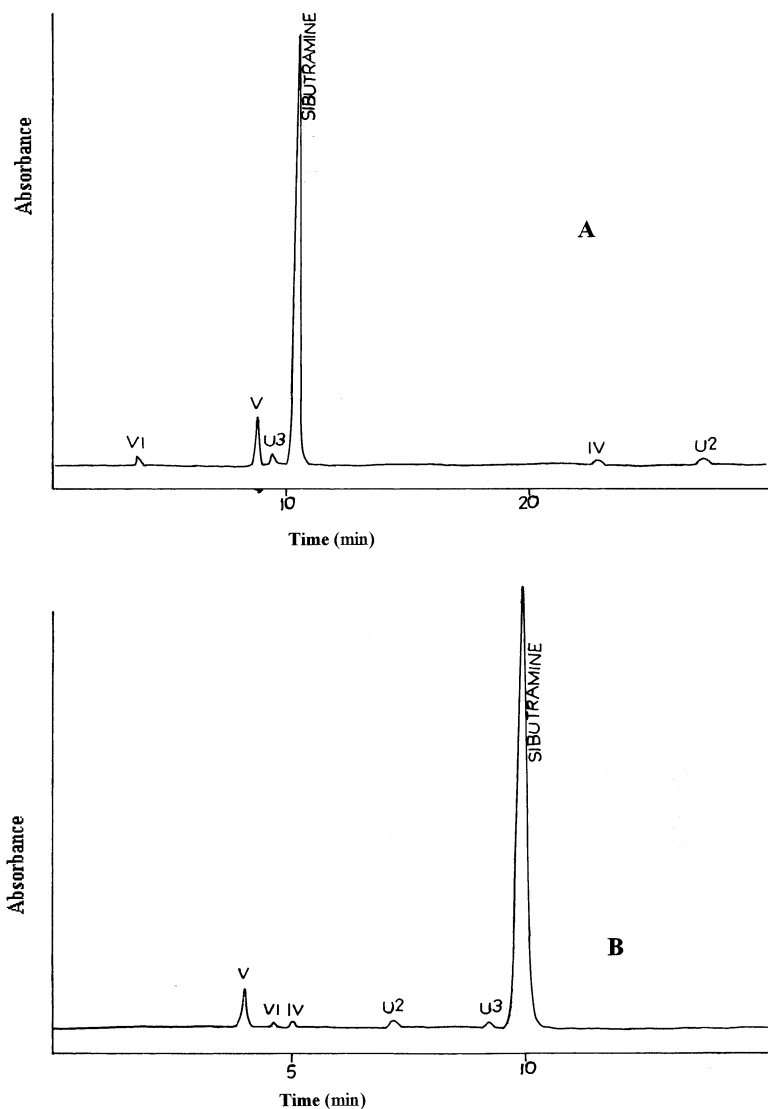 SIBUTRAMINE
Absorbance
A
V
VI
U3
IV
U2
10
20
Time (min)
SIBUTRAMINE
Absorbance
B
V
VI
IV
U2
U3
5
10
Time (min)